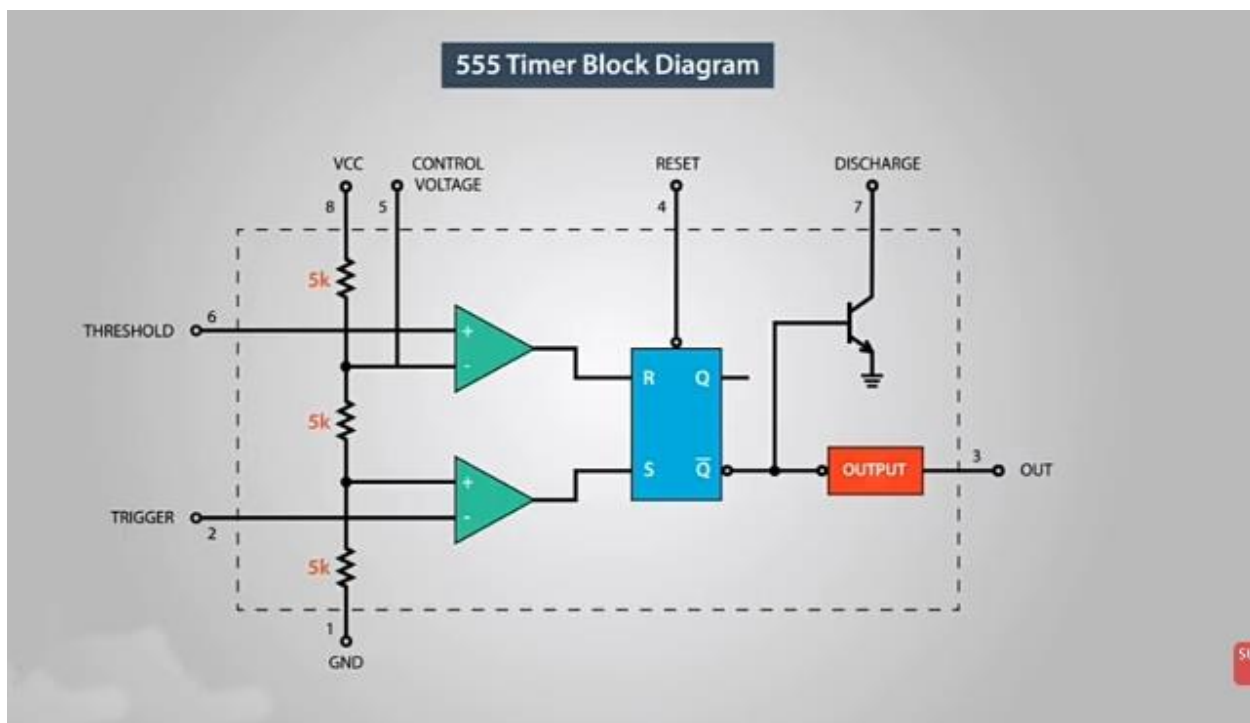 555 Timer Block Diagram
VCC
CONTROL
VOLTAGE
RESET
DISCHARGE
8
5
4
7
5k
6
THRESHOLD
+
-
R
Q
5k
S
Q̅
OUTPUT
3
OUT
+
-
TRIGGER
2
5k
1
GND